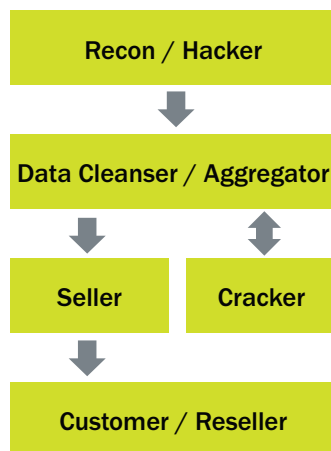 Recon / Hacker
Data Cleanser / Aggregator
Seller
Cracker
Customer / Reseller